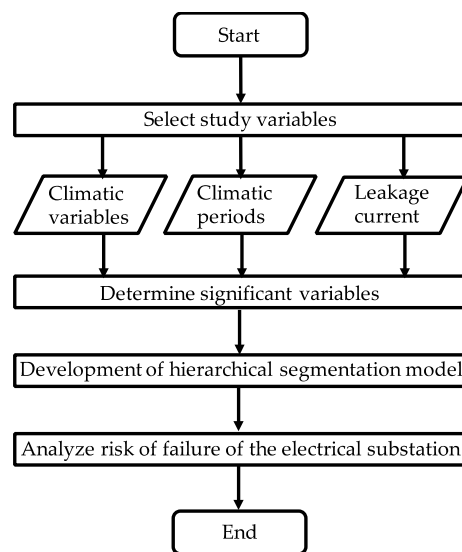 Start
Select study variables
Climatic
variables
Climatic
periods
Leakage
current
Determine significant variables
Development of hierarchical segmentation model
Analyze risk of failure of the electrical substation
End